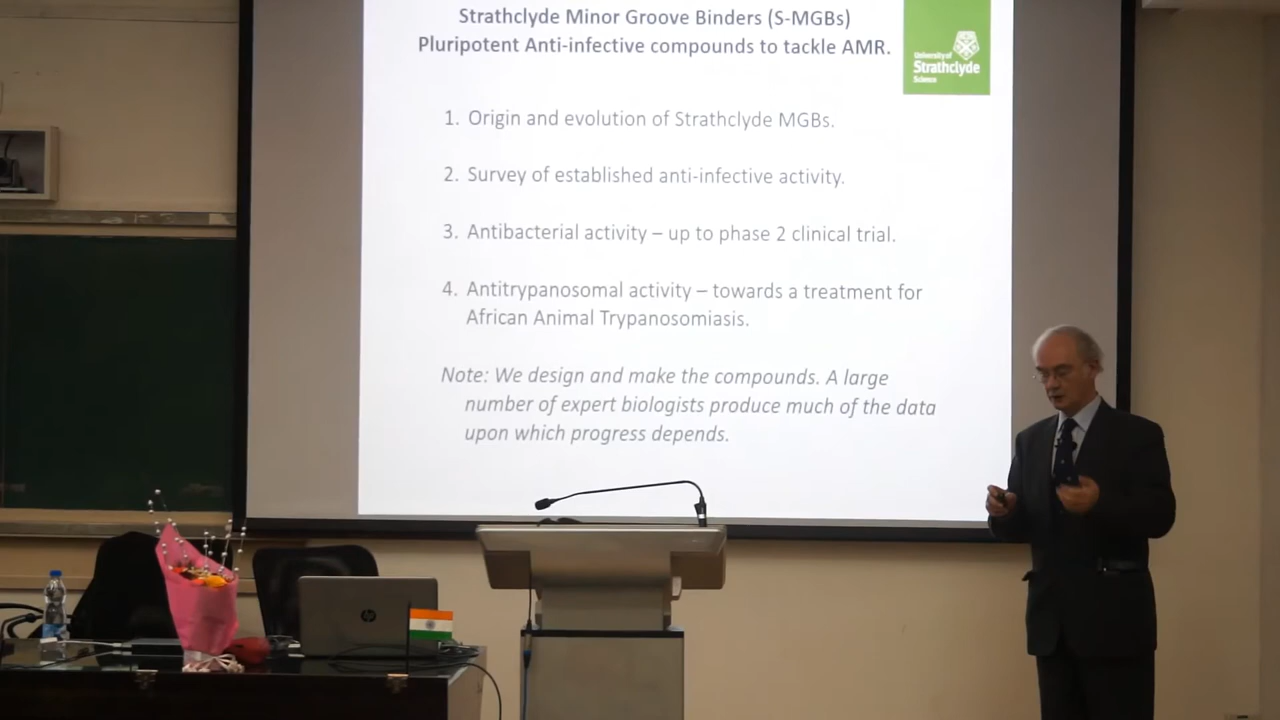 Strathclyde Minor Groove Binders (S-MGBs)
Pluripotent Anti-infective compounds to tackle AMR.
University of
Strathclyde
Science
1. Origin and evolution of Strathclyde MGBs.
2. Survey of established anti-infective activity.
3. Antibacterial activity – up to phase 2 clinical trial.
4. Antitrypanosomal activity – towards a treatment for
African Animal Trypanosomiasis.
Note: We design and make the compounds. A large
number of expert biologists produce much of the data
upon which progress depends.
hp